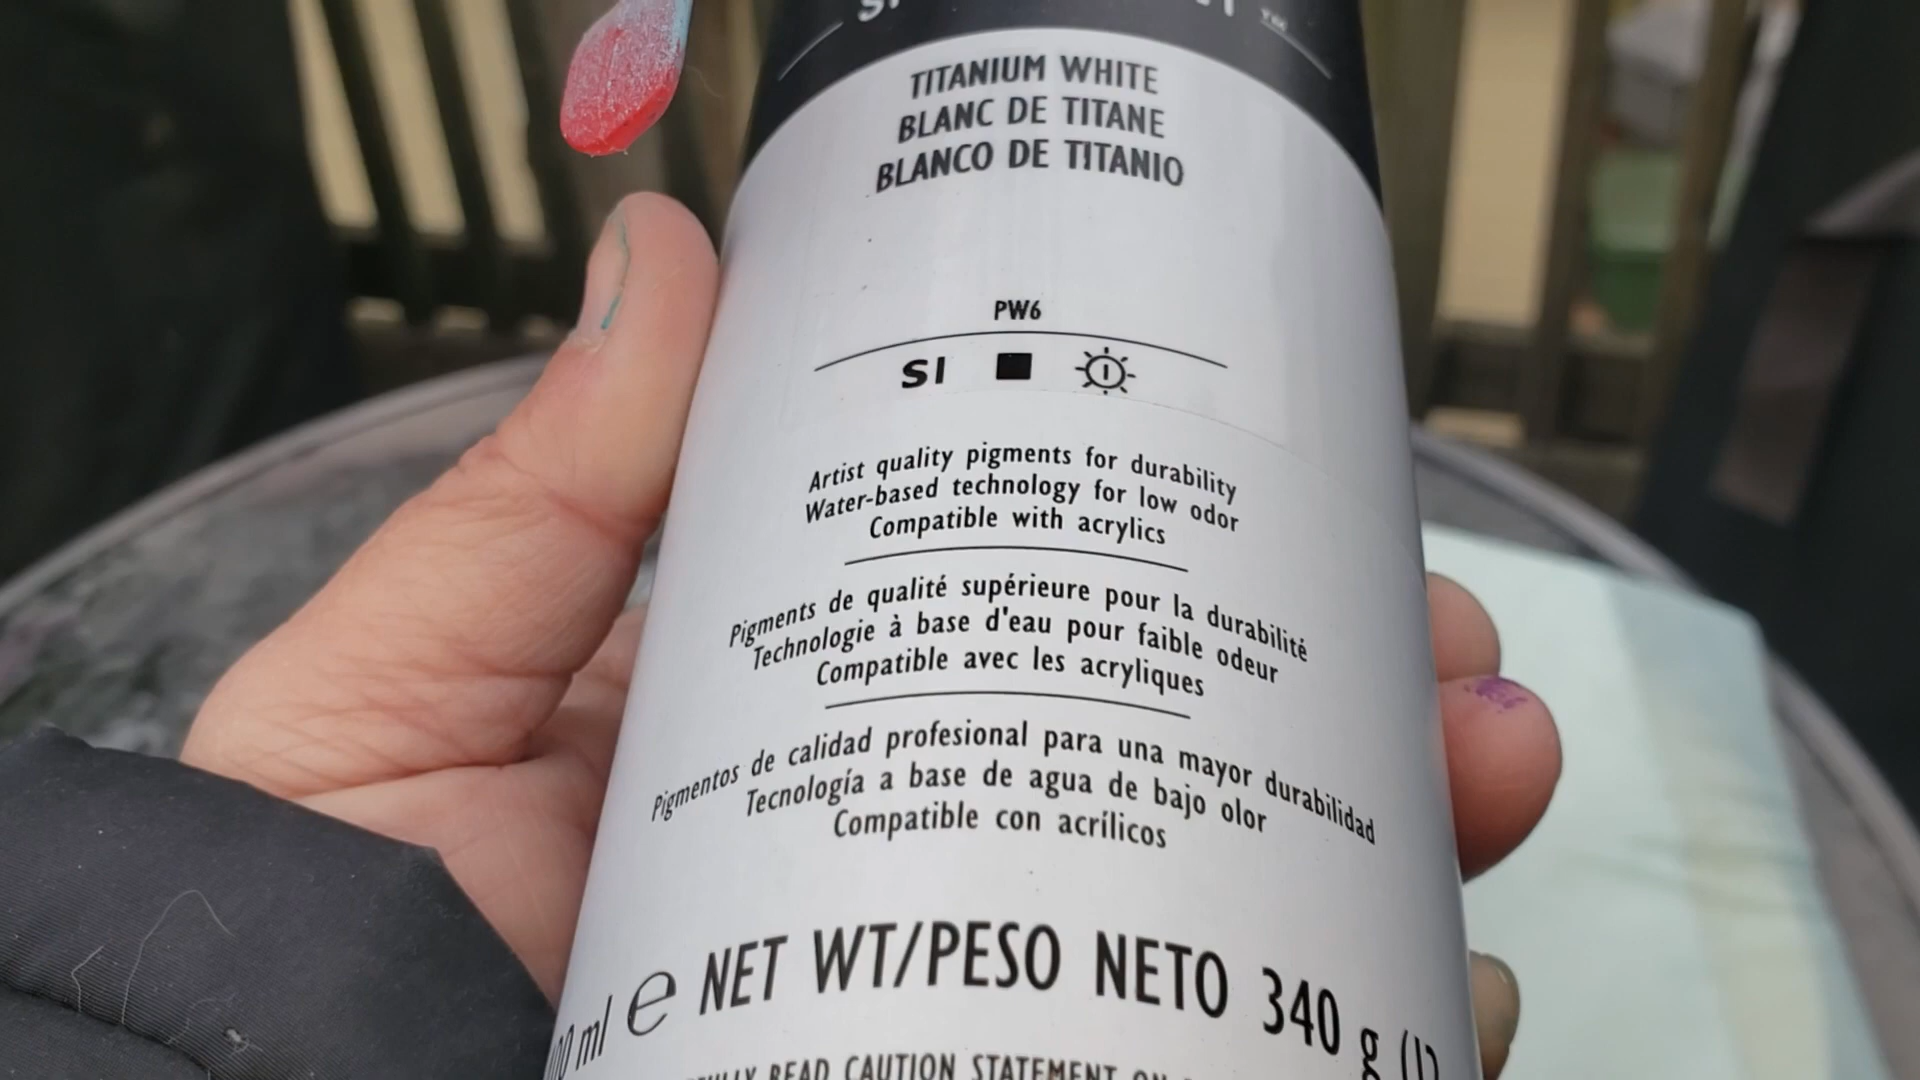 TITANIUM WHITE
BLANC DE TITANE
BLANCO DE TITANIO
PW6
SI
Artist quality pigments for durability
Water-based technology for low odor
Compatible with acrylics
Pigments de qualité supérieure pour la durabilité
Technologie à base d'eau pour faible odeur
Compatible avec les acryliques
Pigmentos de calidad profesional para una mayor durabilidad
Tecnología a base de agua de bajo olor
Compatible con acrílicos
ml e NET WT/PESO NETO 340 g
READ CAUTION STATEMENT